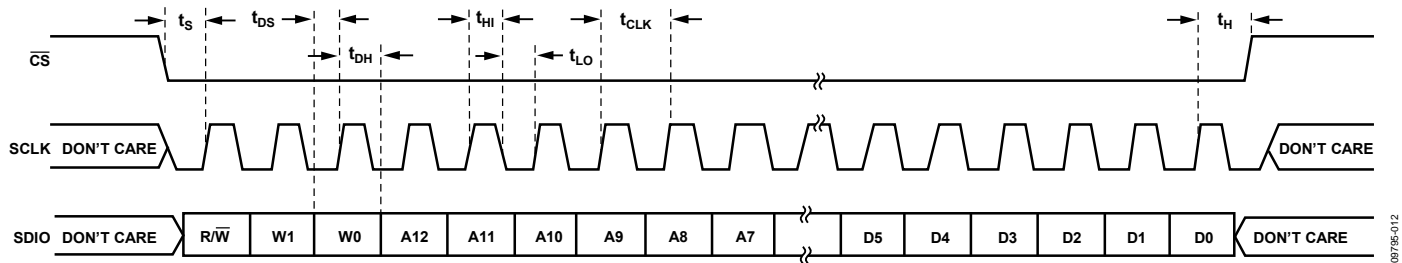 tS tDS tHI tCLK tH
tDH tLO
CS
SCLK DON'T CARE DON'T CARE
SDIO DON'T CARE R/W W1 W0 A12 A11 A10 A9 A8 A7 D5 D4 D3 D2 D1 D0 DON'T CARE
09795-012